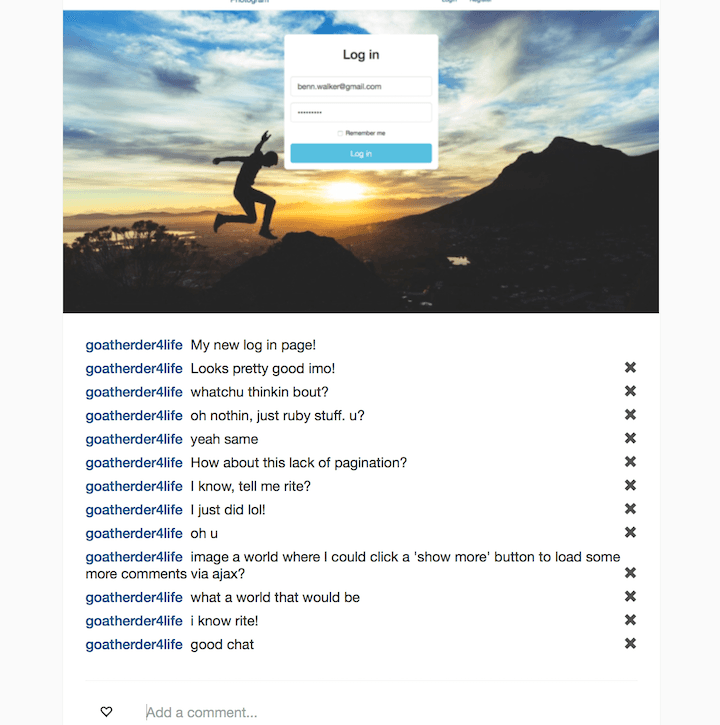 Photogram
Login Register
Log in
benn.walker@gmail.com
Remember me
Log in
goatherder4life My new log in page!
goatherder4life Looks pretty good imo!
goatherder4life whatchu thinkin bout?
goatherder4life oh nothin, just ruby stuff. u?
goatherder4life yeah same
goatherder4life How about this lack of pagination?
goatherder4life I know, tell me rite?
goatherder4life I just did lol!
goatherder4life oh u
goatherder4life image a world where I could click a 'show more' button to load some
more comments via ajax?
goatherder4life what a world that would be
goatherder4life i know rite!
goatherder4life good chat
Add a comment...